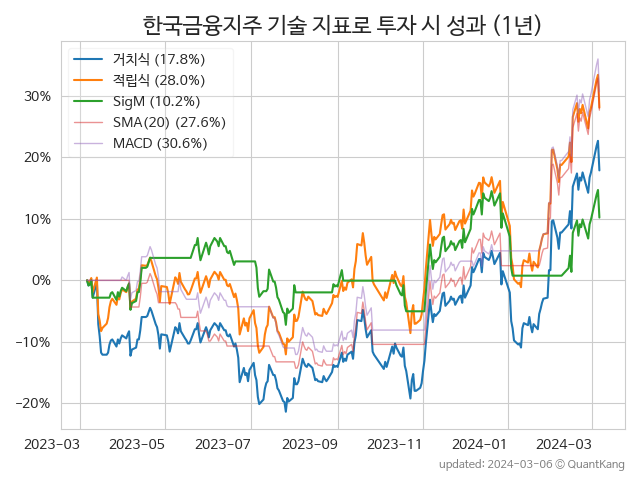 한국금융지주 기술 지표로 투자 시 성과 (1년)
거치식 (17.8%)
적립식 (28.0%)
SigM (10.2%)
SMA(20) (27.6%)
MACD (30.6%)
30%
20%
10%
0%
−10%
−20%
2023−03 2023−05 2023−07 2023−09 2023−11 2024−01 2024−03
updated: 2024-03-06 ⓒ QuantKang